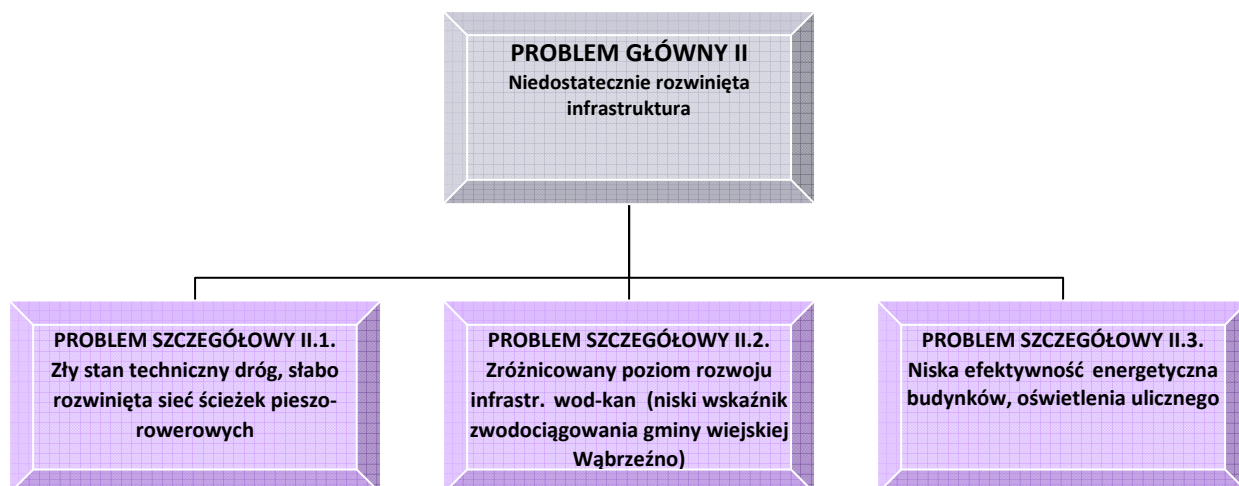 PROBLEM GŁÓWNY II
Niedostatecznie rozwinięta
infrastruktura
PROBLEM SZCZEGÓŁOWY II.1.
Zły stan techniczny dróg, słabo
rozwinięta sieć ścieżek pieszo-
rowerowych
PROBLEM SZCZEGÓŁOWY II.2.
Zróżnicowany poziom rozwoju
infrastr. wod-kan (niski wskaźnik
zwodociągowania gminy wiejskiej
Wąbrzeźno)
PROBLEM SZCZEGÓŁOWY II.3.
Niska efektywność energetyczna
budynków, oświetlenia ulicznego